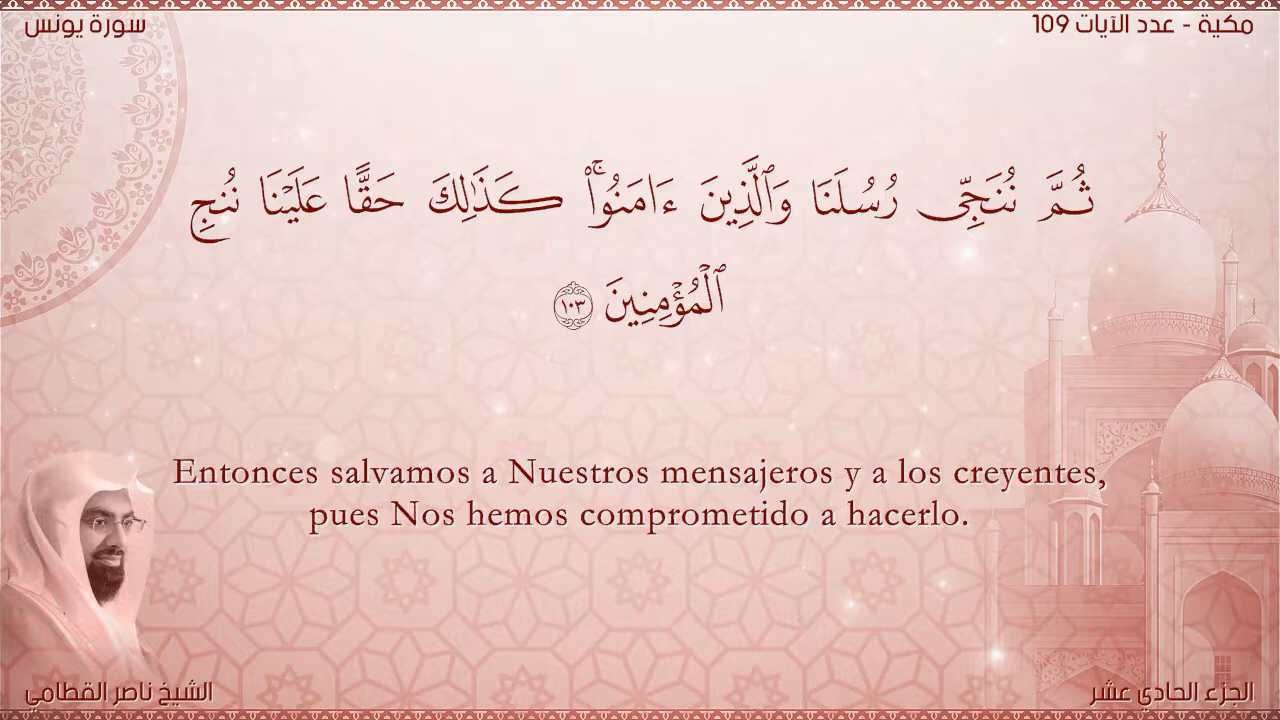 سورة يونس
مكية - عدد الآيات 109
ثُمَّ نُنَجِّى رُسُلَنَا وَٱلَّذِينَ ءَامَنُوا۟ ۚ كَذَٰلِكَ حَقًّا عَلَيْنَا نُنجِ
ٱلْمُؤْمِنِينَ ١٠٣
Entonces salvamos a Nuestros mensajeros y a los creyentes,
pues Nos hemos comprometido a hacerlo.
الشيخ ناصر القطامي
الجزء الحادي عشر